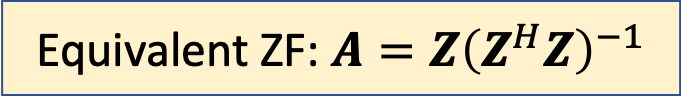 Equivalent ZF: A = Z(Z^H Z)^{-1}